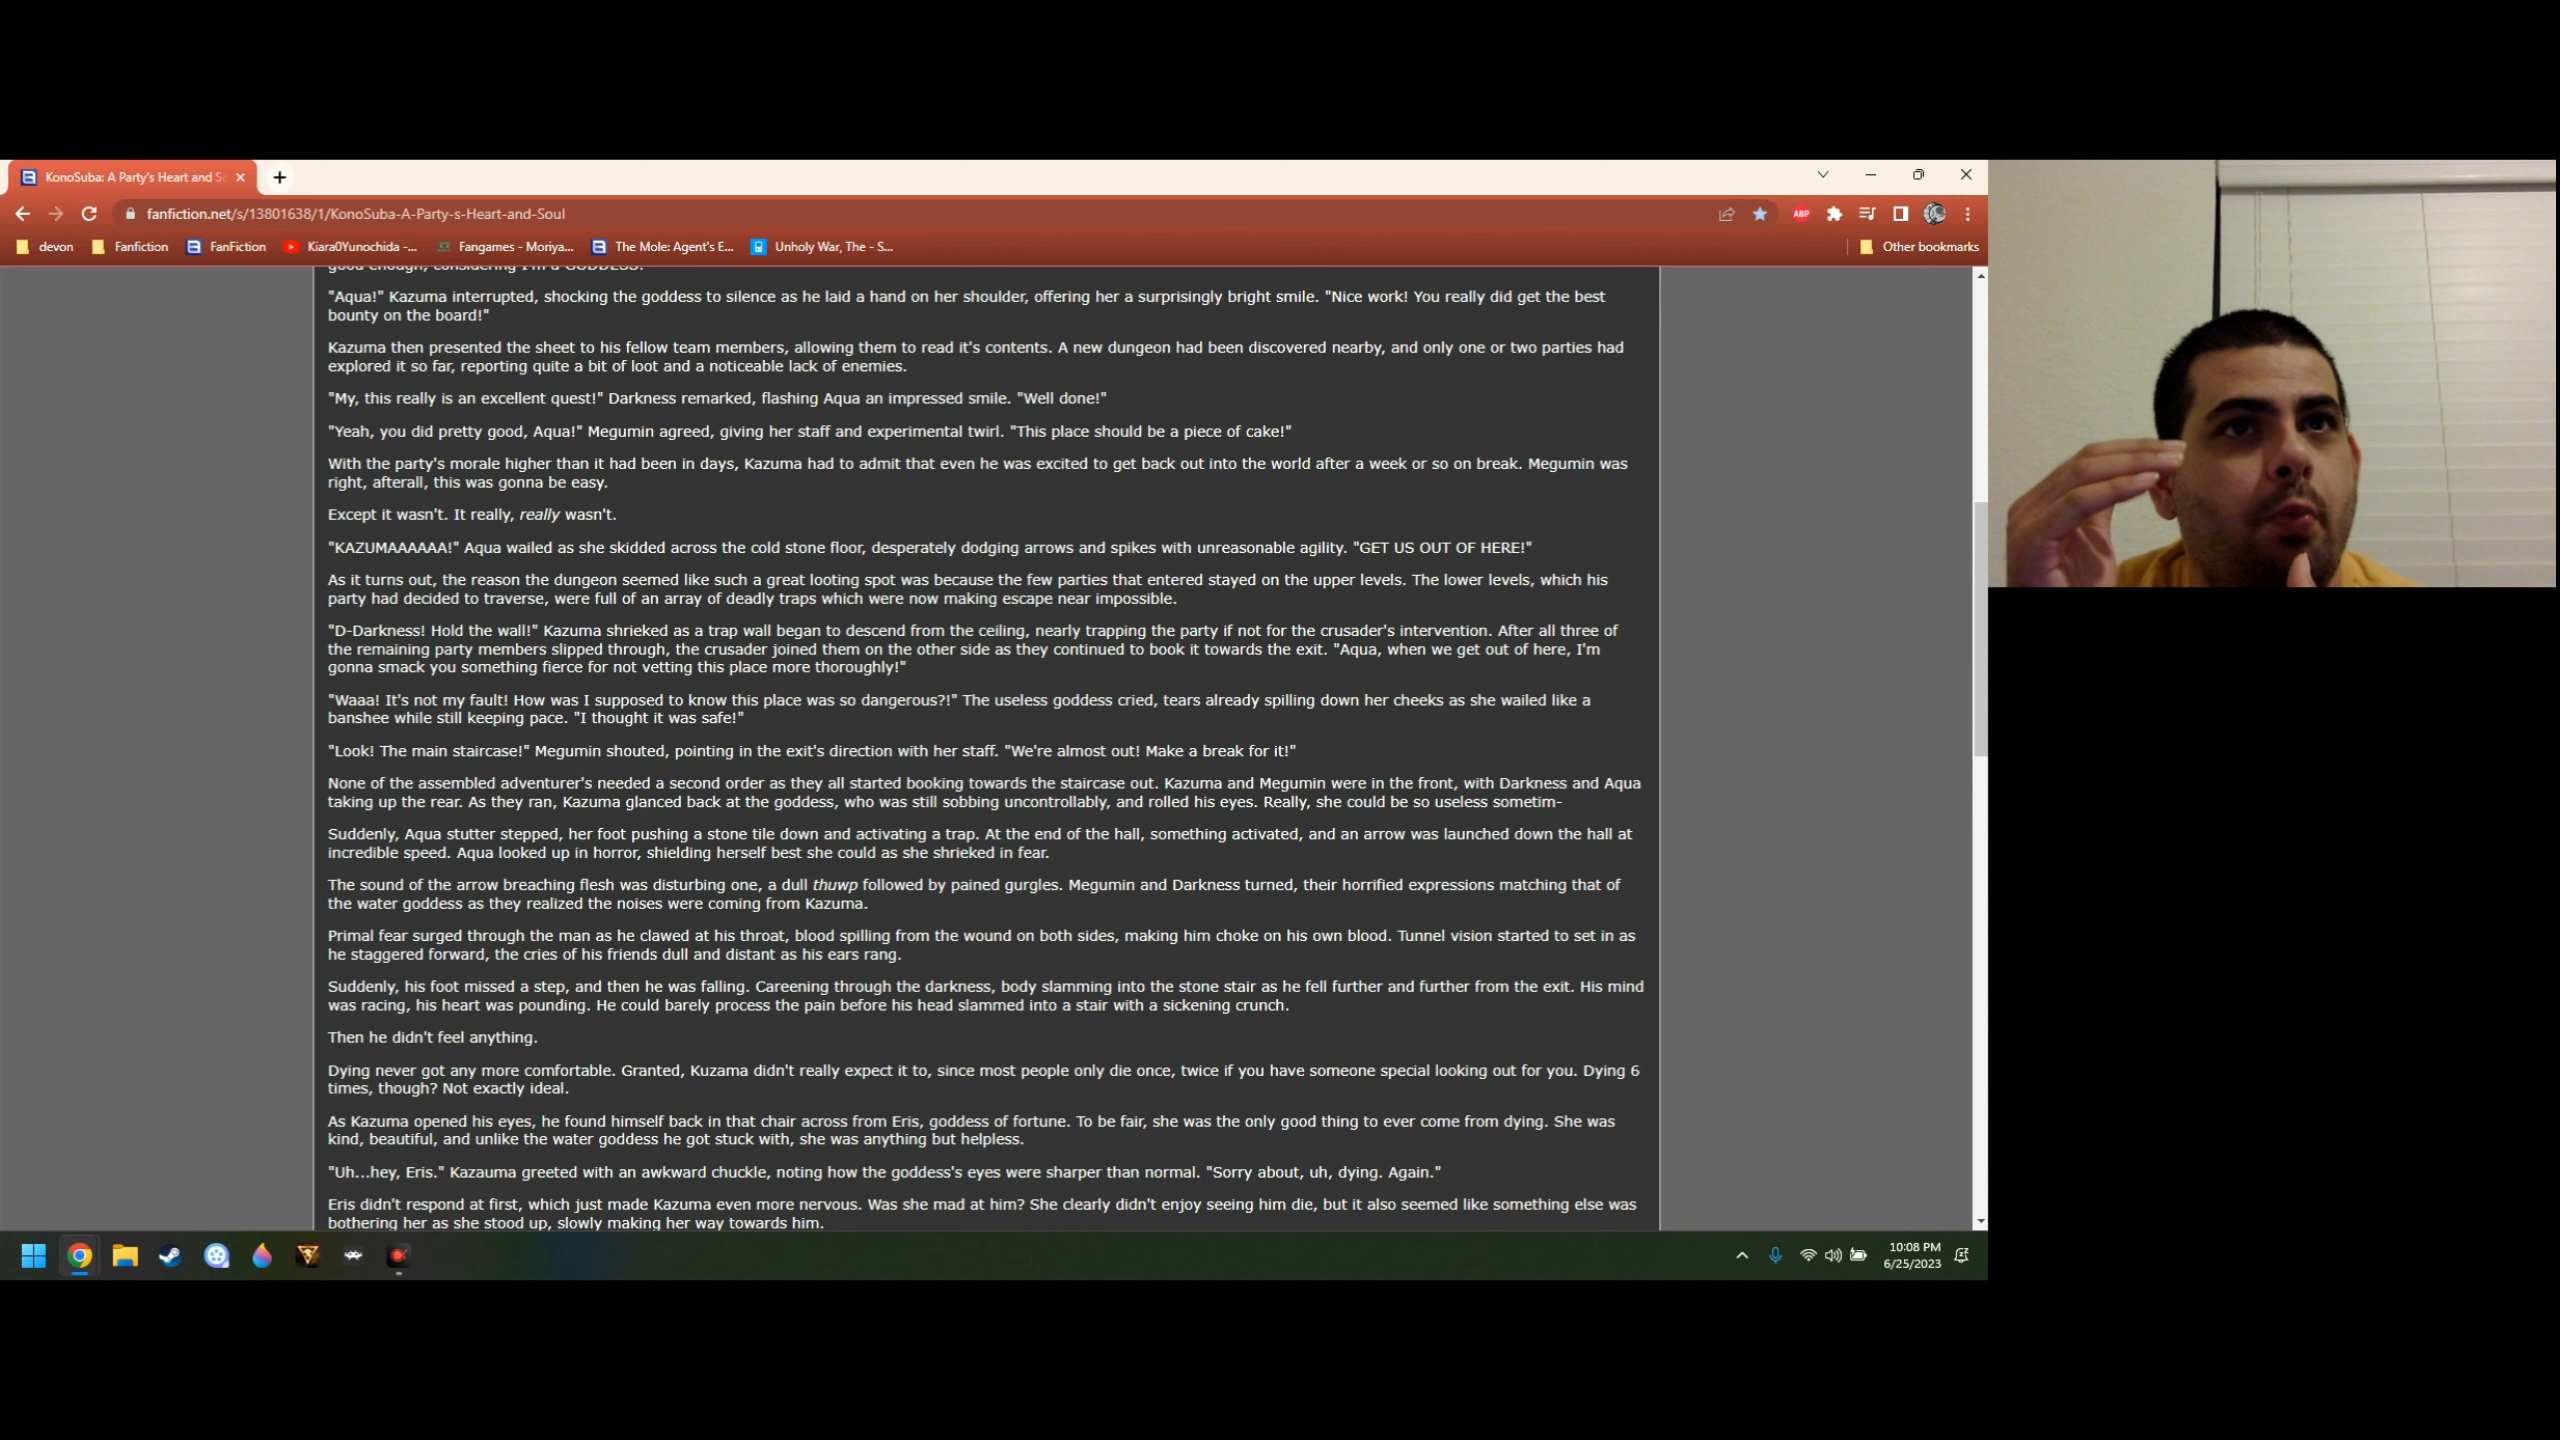 KonoSuba: A Party's Heart and S
fanfiction.net/s/13801638/1/KonoSuba-A-Party-s-Heart-and-Soul
ABP
devon
Fanfiction
FanFiction
Kiara0Yunochida -...
Fangames - Moriya...
The Mole: Agent's E...
Unholy War, The - S...
Other bookmarks
good enough, considering I'm a GODDESS!
"Aqua!" Kazuma interrupted, shocking the goddess to silence as he laid a hand on her shoulder, offering her a surprisingly bright smile. "Nice work! You really did get the best
bounty on the board!"
Kazuma then presented the sheet to his fellow team members, allowing them to read it's contents. A new dungeon had been discovered nearby, and only one or two parties had
explored it so far, reporting quite a bit of loot and a noticeable lack of enemies.
"My, this really is an excellent quest!" Darkness remarked, flashing Aqua an impressed smile. "Well done!"
"Yeah, you did pretty good, Aqua!" Megumin agreed, giving her staff and experimental twirl. "This place should be a piece of cake!"
With the party's morale higher than it had been in days, Kazuma had to admit that even he was excited to get back out into the world after a week or so on break. Megumin was
right, afterall, this was gonna be easy.
Except it wasn't. It really, really wasn't.
"KAZUMAAAAAA!" Aqua wailed as she skidded across the cold stone floor, desperately dodging arrows and spikes with unreasonable agility. "GET US OUT OF HERE!"
As it turns out, the reason the dungeon seemed like such a great looting spot was because the few parties that entered stayed on the upper levels. The lower levels, which his
party had decided to traverse, were full of an array of deadly traps which were now making escape near impossible.
"D-Darkness! Hold the wall!" Kazuma shrieked as a trap wall began to descend from the ceiling, nearly trapping the party if not for the crusader's intervention. After all three of
the remaining party members slipped through, the crusader joined them on the other side as they continued to book it towards the exit. "Aqua, when we get out of here, I'm
gonna smack you something fierce for not vetting this place more thoroughly!"
"Waaa! It's not my fault! How was I supposed to know this place was so dangerous?!" The useless goddess cried, tears already spilling down her cheeks as she wailed like a
banshee while still keeping pace. "I thought it was safe!"
"Look! The main staircase!" Megumin shouted, pointing in the exit's direction with her staff. "We're almost out! Make a break for it!"
None of the assembled adventurer's needed a second order as they all started booking towards the staircase out. Kazuma and Megumin were in the front, with Darkness and Aqua
taking up the rear. As they ran, Kazuma glanced back at the goddess, who was still sobbing uncontrollably, and rolled his eyes. Really, she could be so useless sometim-
Suddenly, Aqua stutter stepped, her foot pushing a stone tile down and activating a trap. At the end of the hall, something activated, and an arrow was launched down the hall at
incredible speed. Aqua looked up in horror, shielding herself best she could as she shrieked in fear.
The sound of the arrow breaching flesh was disturbing one, a dull thuwp followed by pained gurgles. Megumin and Darkness turned, their horrified expressions matching that of
the water goddess as they realized the noises were coming from Kazuma.
Primal fear surged through the man as he clawed at his throat, blood spilling from the wound on both sides, making him choke on his own blood. Tunnel vision started to set in as
he staggered forward, the cries of his friends dull and distant as his ears rang.
Suddenly, his foot missed a step, and then he was falling. Careening through the darkness, body slamming into the stone stair as he fell further and further from the exit. His mind
was racing, his heart was pounding. He could barely process the pain before his head slammed into a stair with a sickening crunch.
Then he didn't feel anything.
Dying never got any more comfortable. Granted, Kuzama didn't really expect it to, since most people only die once, twice if you have someone special looking out for you. Dying 6
times, though? Not exactly ideal.
As Kazuma opened his eyes, he found himself back in that chair across from Eris, goddess of fortune. To be fair, she was the only good thing to ever come from dying. She was
kind, beautiful, and unlike the water goddess he got stuck with, she was anything but helpless.
"Uh...hey, Eris." Kazauma greeted with an awkward chuckle, noting how the goddess's eyes were sharper than normal. "Sorry about, uh, dying. Again."
Eris didn't respond at first, which just made Kazuma even more nervous. Was she mad at him? She clearly didn't enjoy seeing him die, but it also seemed like something else was
bothering her as she stood up, slowly making her way towards him.
10:08 PM
6/25/2023